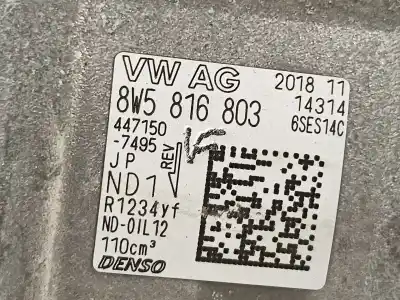 VW AG 2018 11
14314
8W5 816 803 6SES14C
447150
-7495
JP REV
ND1
R1234yf
ND-OIL12
110cm³
DENSO